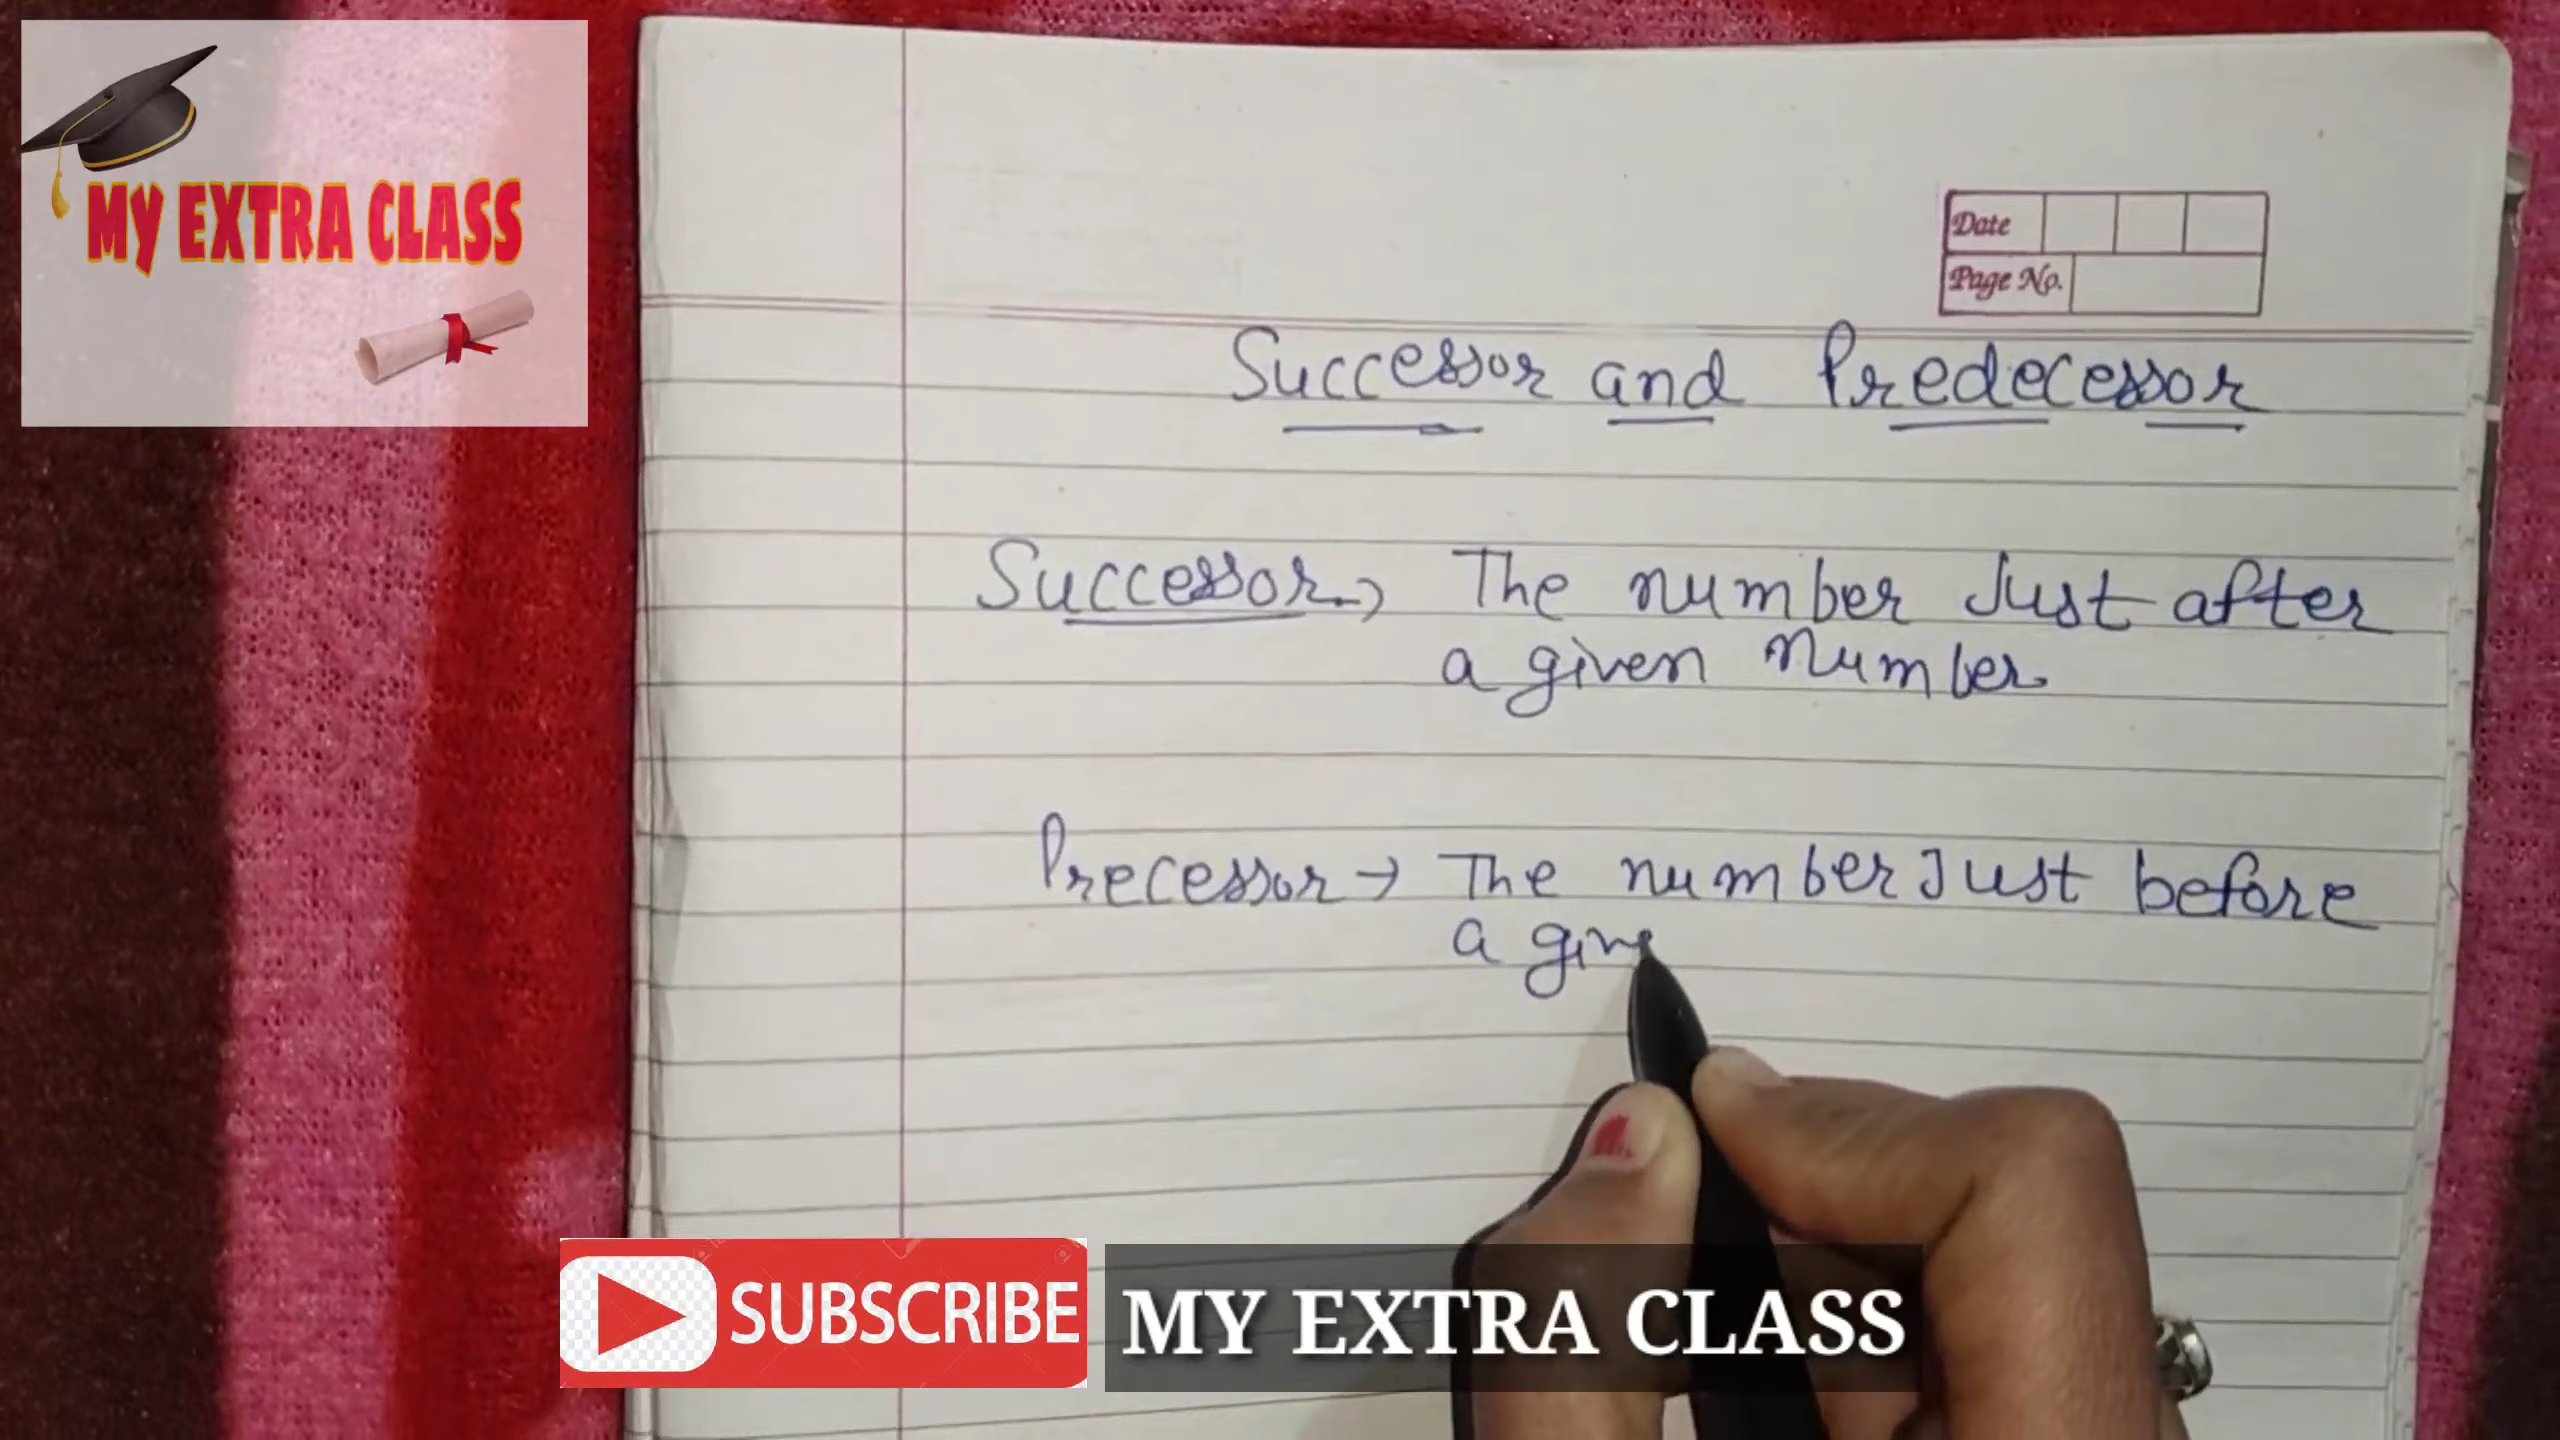 MY EXTRA CLASS
Date
Page No.
Successor and Predecessor
Successor → The number Just after
a given number.
Precessor → The number Just before
a give
SUBSCRIBE MY EXTRA CLASS